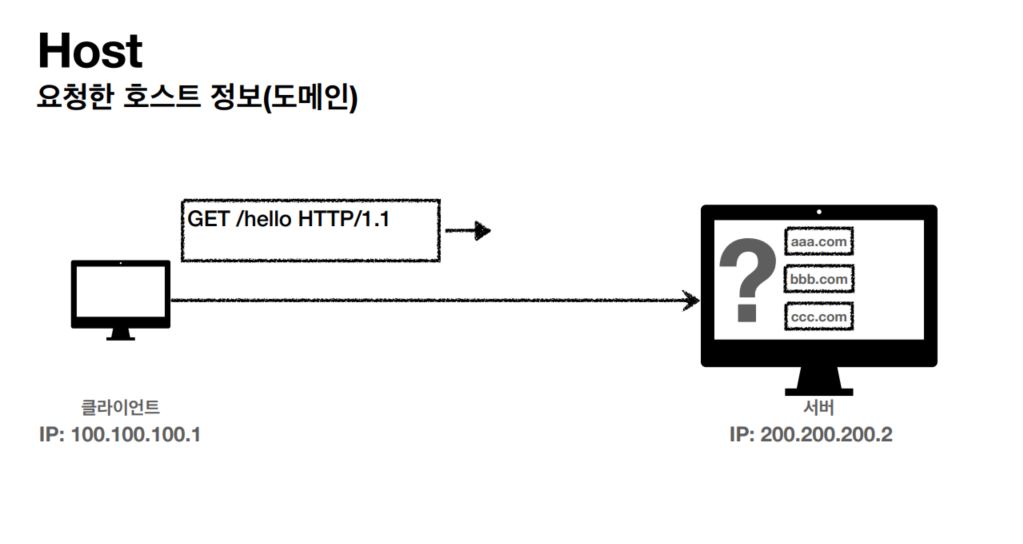 Host
요청한 호스트 정보(도메인)
GET /hello HTTP/1.1
?
aaa.com
bbb.com
ccc.com
클라이언트
IP: 100.100.100.1
서버
IP: 200.200.200.2